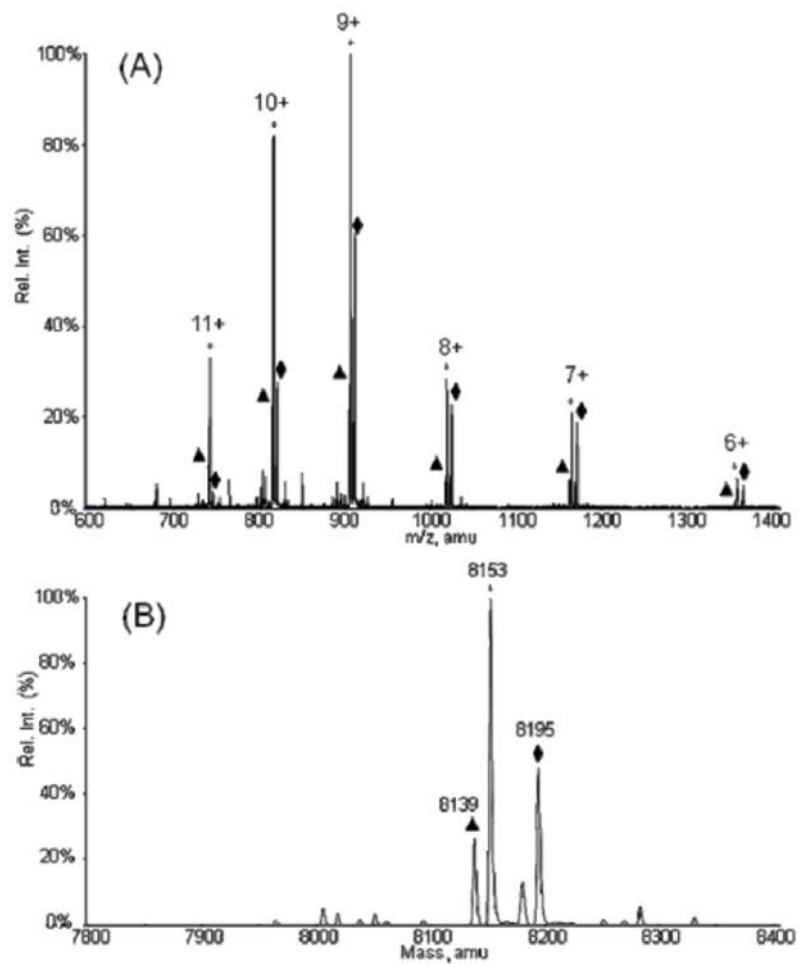 (A)
9+
100%
10+
80%
Rel. Int. (%)
60%
11+
40%
8+
7+
20%
6+
0%
600 700 800 900 1000 1100 1200 1300 1400
m/z, amu
(B)
8153
100%
80%
Rel. Int. (%)
8195
60%
40%
8139
20%
0%
7800 7900 8000 8100 8200 8300 8400
Mass, amu